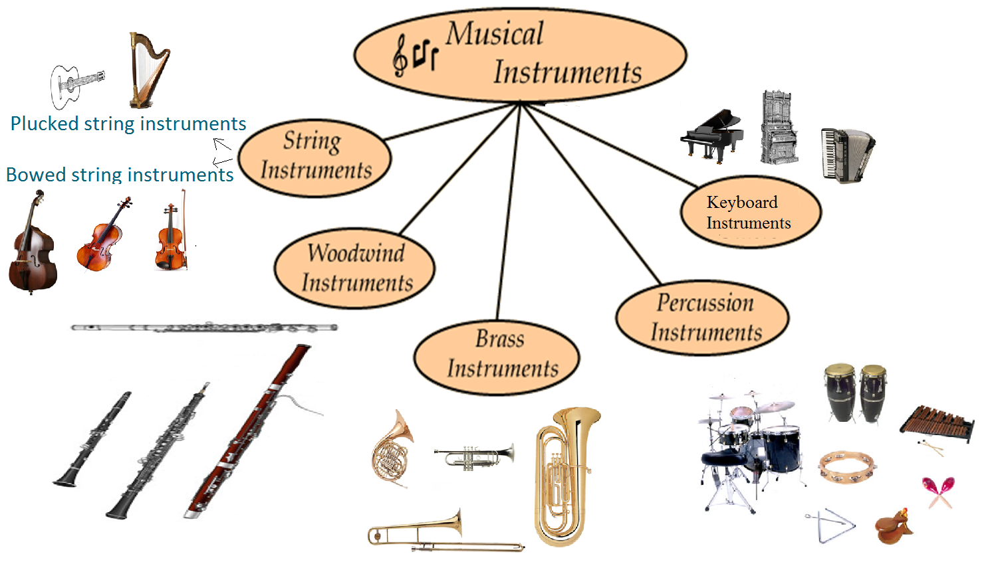 Musical
Instruments
Plucked string instruments
String
Instruments
Bowed string instruments
Keyboard
Instruments
Woodwind
Instruments
Percussion
Instruments
Brass
Instruments